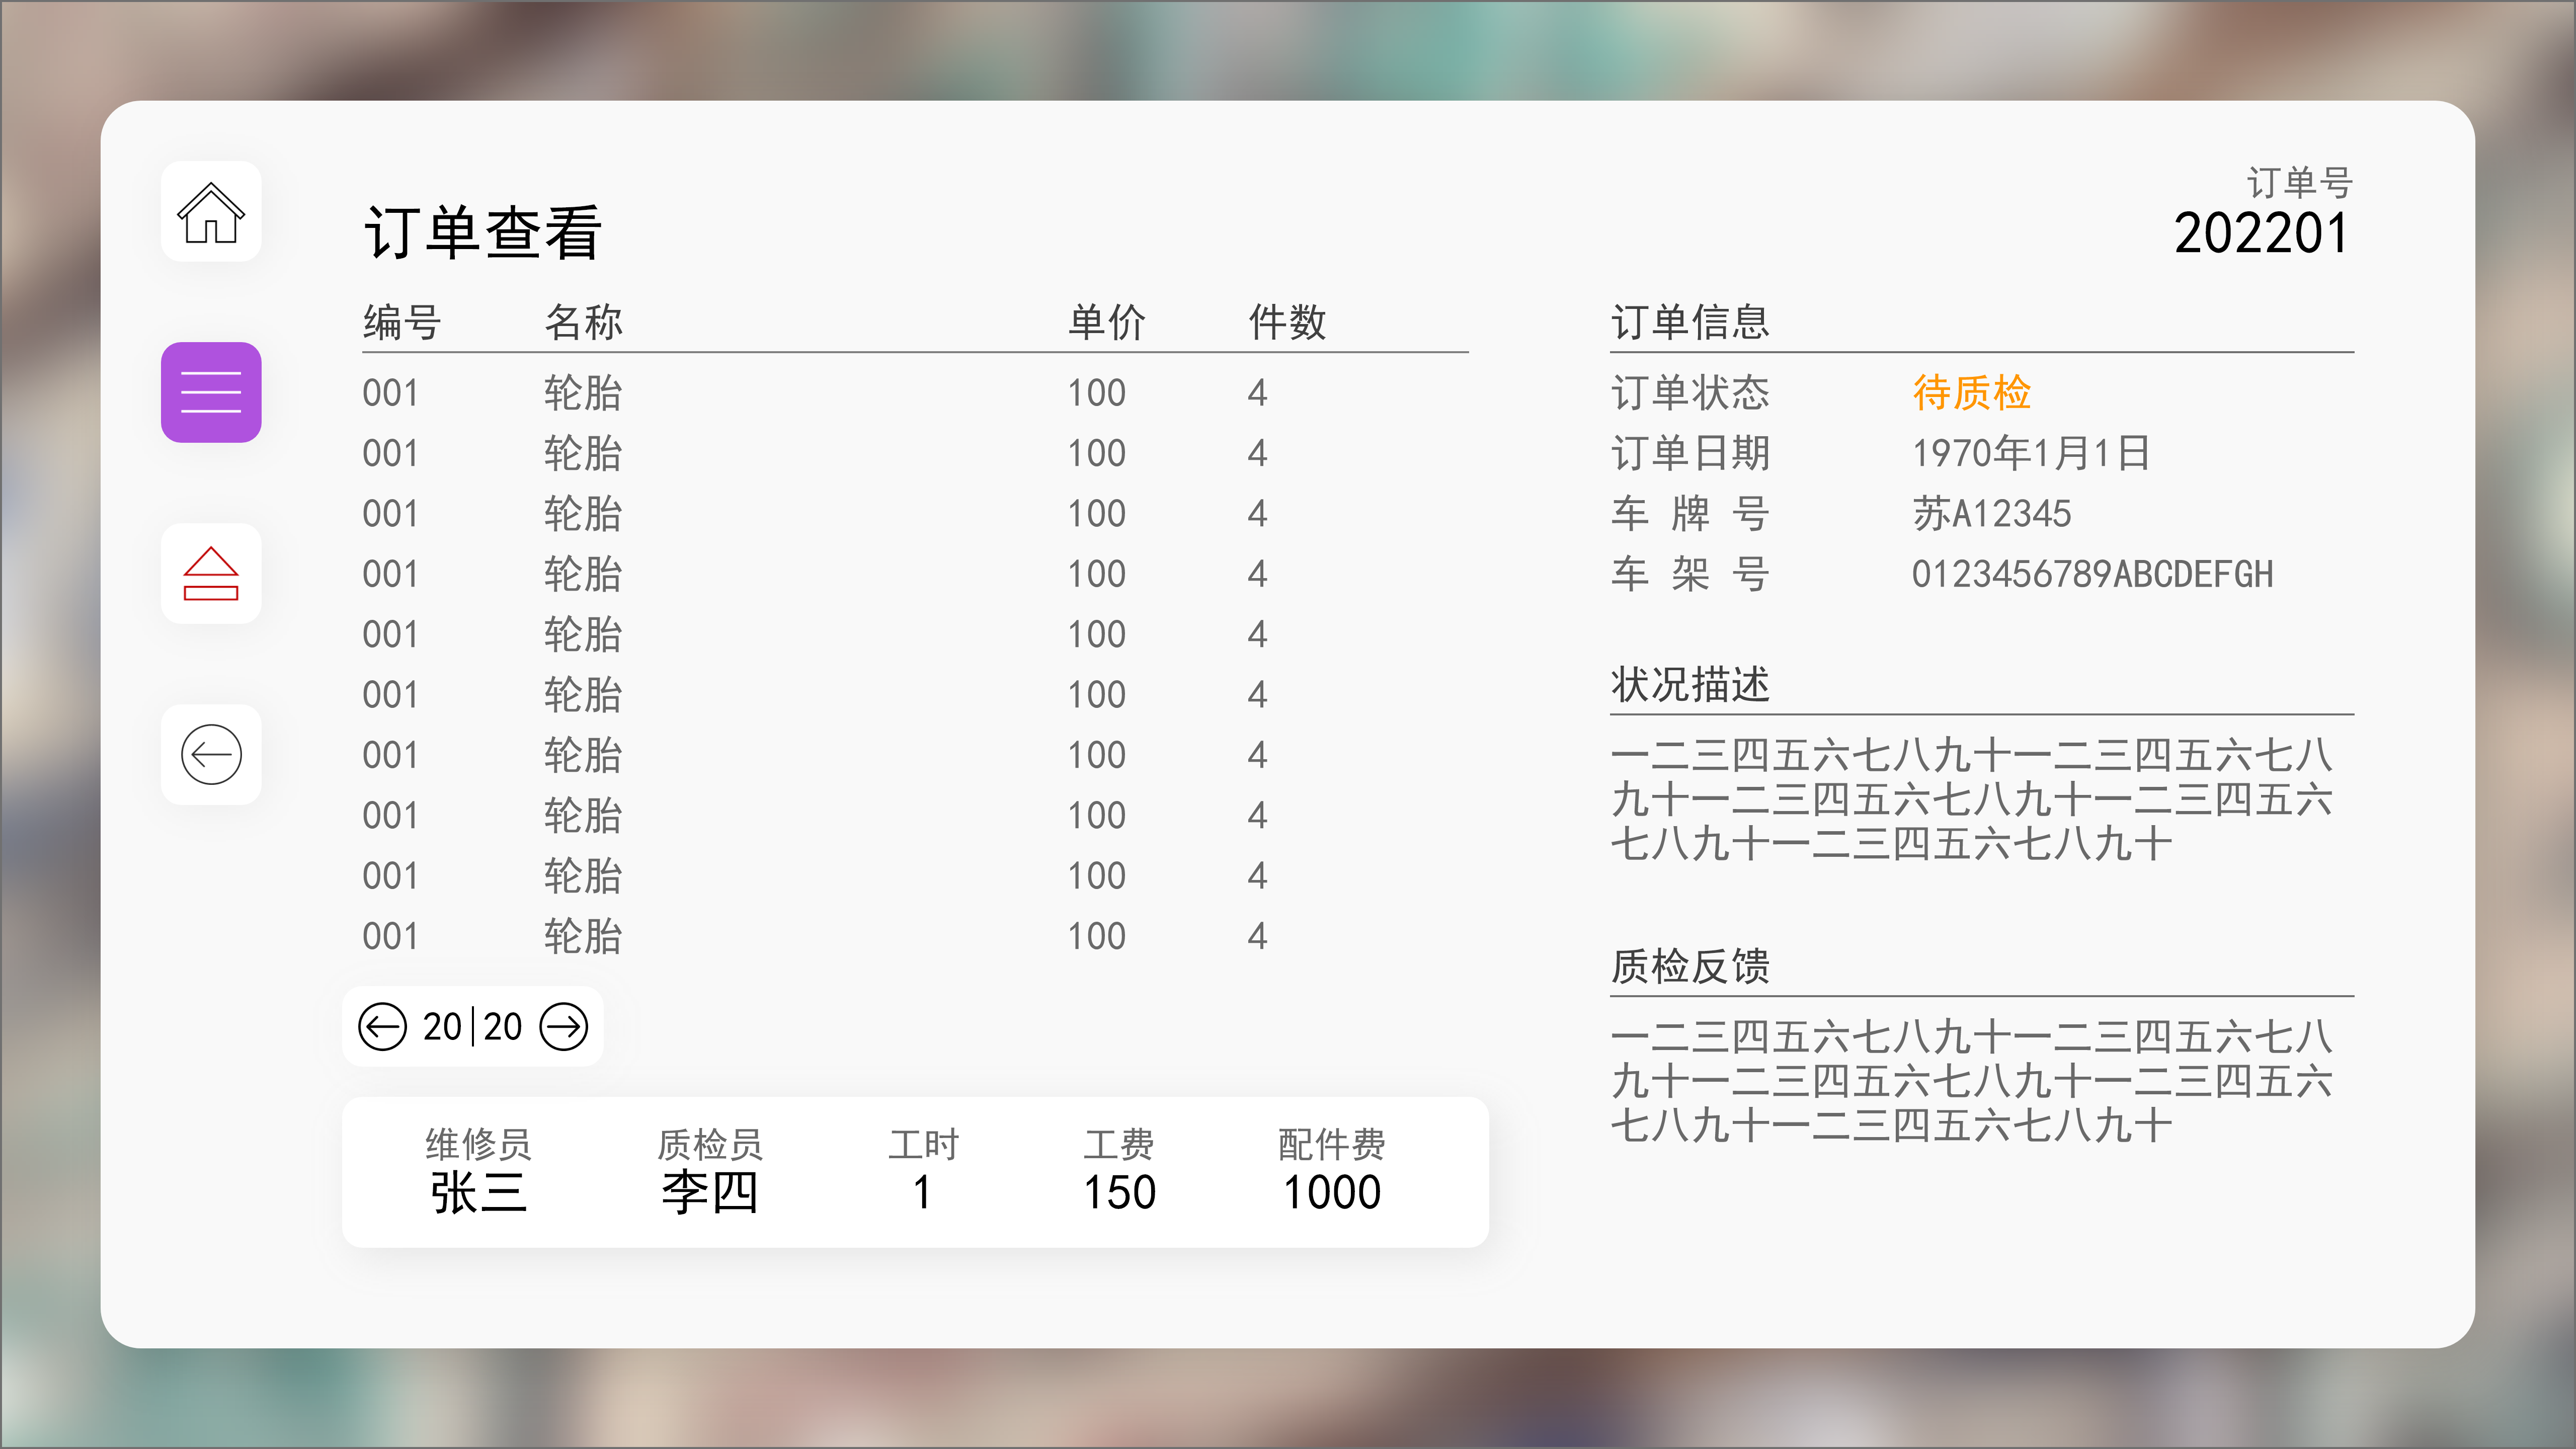 订单查看
订单号
202201
编号 名称 单价 件数
001 轮胎 100 4
001 轮胎 100 4
001 轮胎 100 4
001 轮胎 100 4
001 轮胎 100 4
001 轮胎 100 4
001 轮胎 100 4
001 轮胎 100 4
001 轮胎 100 4
001 轮胎 100 4
20|20
维修员 质检员 工时 工费 配件费
张三 李四 1 150 1000
订单信息
订单状态 待质检
订单日期 1970年1月1日
车牌号 苏A12345
车架号 0123456789ABCDEFGH
状况描述
一二三四五六七八九十一二三四五六七八
九十一二三四五六七八九十一二三四五六
七八九十一二三四五六七八九十
质检反馈
一二三四五六七八九十一二三四五六七八
九十一二三四五六七八九十一二三四五六
七八九十一二三四五六七八九十